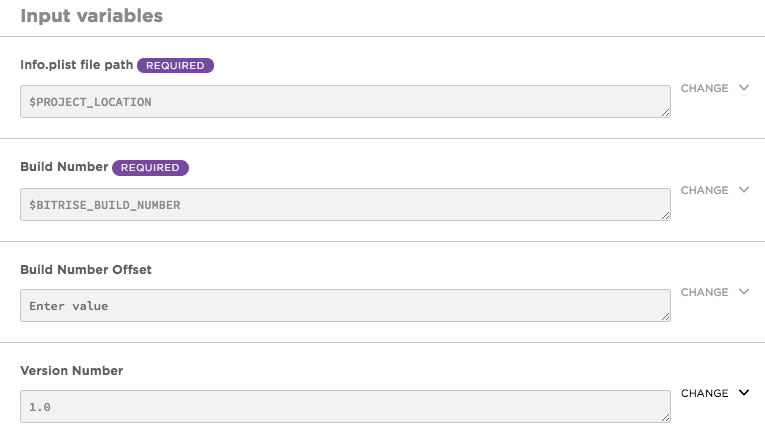 Input variables
Info.plist file path REQUIRED
$PROJECT_LOCATION
CHANGE
Build Number REQUIRED
$BITRISE_BUILD_NUMBER
CHANGE
Build Number Offset
Enter value
CHANGE
Version Number
1.0
CHANGE